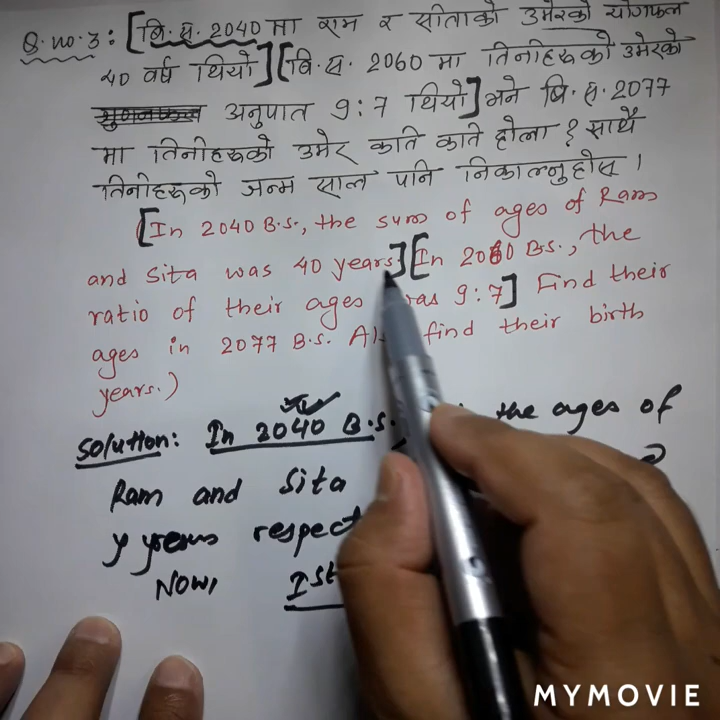 Q.no.3: [बि.स. 2040 मा राम र सीताको उमेरको योगफल
40 वर्ष थियो] [बि.स. 2060 मा तिनीहरूको उमेरको
अनुपात 9:7 थियो] भने बि.स. 2077
मा तिनीहरूको उमेर काति काति होला ? साथै
तिनीहरूको जन्म साल पनि निकाल्नुहोस् ।
[In 2040 B.S., the sum of ages of Ram
and Sita was 40 years.] [In 2060 B.S., the
ratio of their ages was 9:7] Find their
ages in 2077 B.S. Also find their birth
years.)
Solution: In 2040 B.S. the ages of
Ram and Sita
y years respect
Now, Ist
MYMOVIE